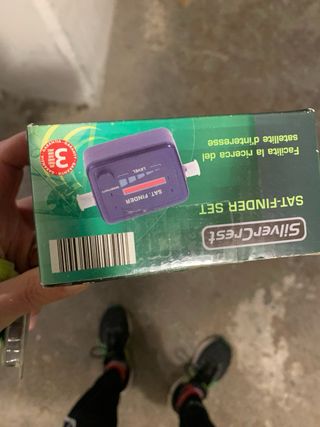 SilverCrest
SAT-FINDER SET
Facilita la ricerca del
satellite d'interesse
SAT. FINDER
LEVEL
3